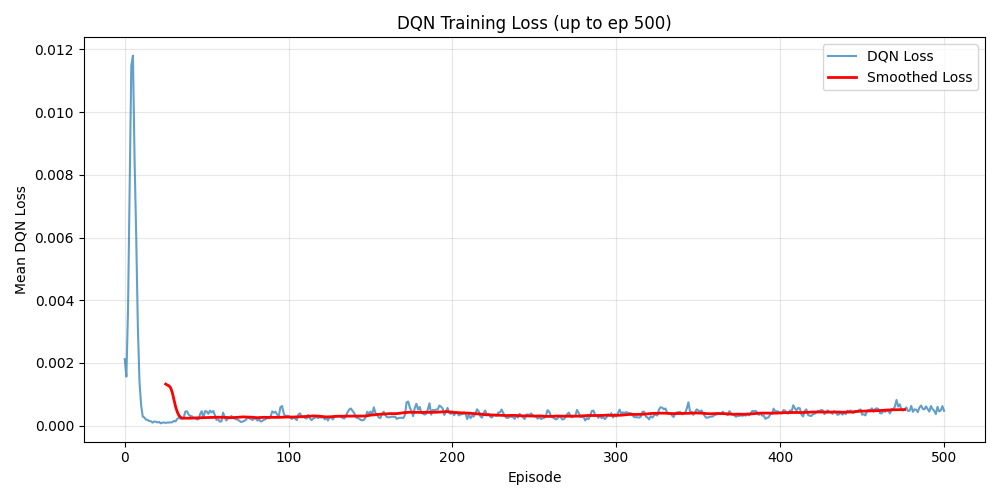 DQN Training Loss (up to ep 500)
DQN Loss
Smoothed Loss
Mean DQN Loss
0.012
0.010
0.008
0.006
0.004
0.002
0.000
0
100
200
300
400
500
Episode